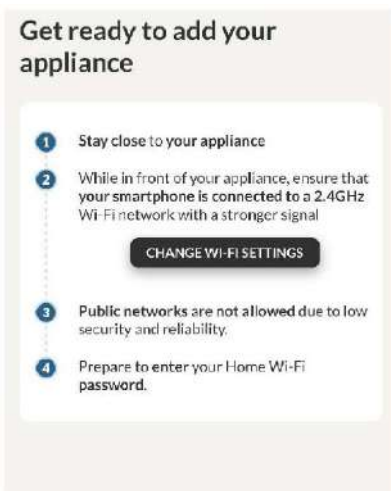 Get ready to add your
appliance
1 Stay close to your appliance
2 While in front of your appliance, ensure that
your smartphone is connected to a 2.4GHz
Wi-Fi network with a stronger signal
CHANGE WI-FI SETTINGS
3 Public networks are not allowed due to low
security and reliability.
4 Prepare to enter your Home Wi-Fi
password.